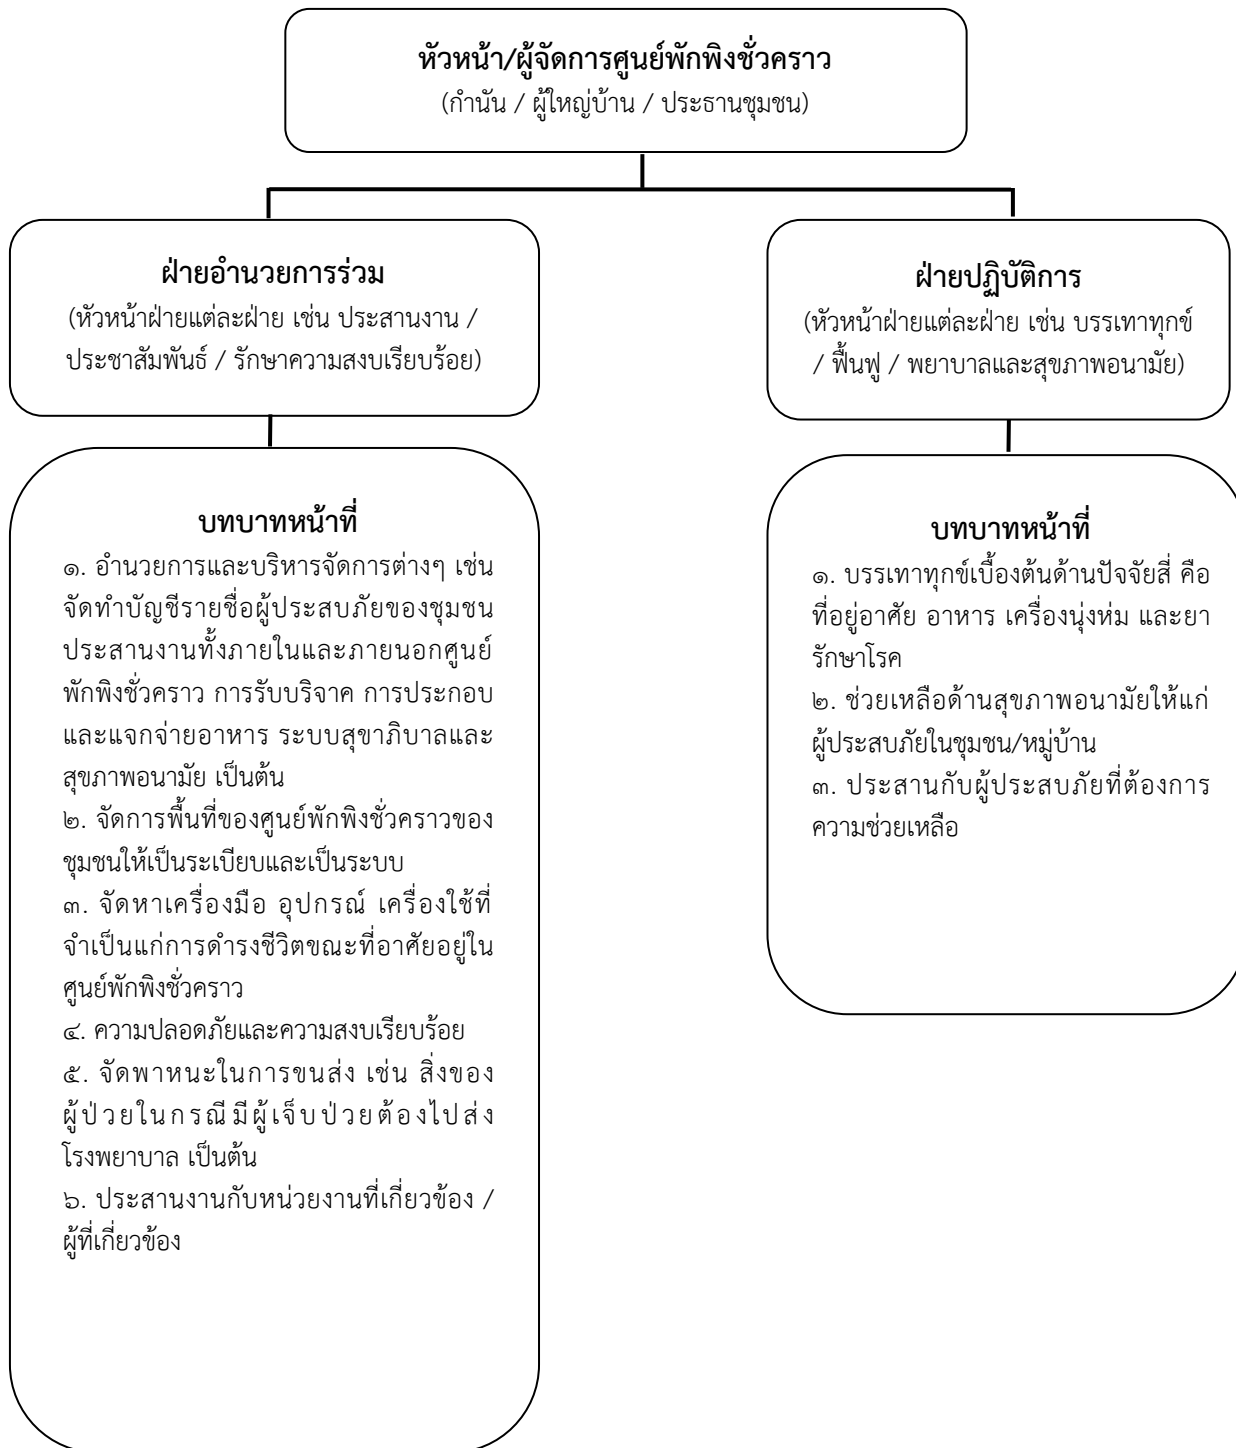 หัวหน้า/ผู้จัดการศูนย์พักพิงชั่วคราว
(กำนัน / ผู้ใหญ่บ้าน / ประธานชุมชน)
ฝ่ายอำนวยการร่วม
(หัวหน้าฝ่ายแต่ละฝ่าย เช่น ประสานงาน /
ประชาสัมพันธ์ / รักษาความสงบเรียบร้อย)
ฝ่ายปฏิบัติการ
(หัวหน้าฝ่ายแต่ละฝ่าย เช่น บรรเทาทุกข์
/ ฟื้นฟู / พยาบาลและสุขภาพอนามัย)
บทบาทหน้าที่
๑. อำนวยการและบริหารจัดการต่างๆ เช่น
จัดทำบัญชีรายชื่อผู้ประสบภัยของชุมชน
ประสานงานทั้งภายในและภายนอกศูนย์
พักพิงชั่วคราว การรับบริจาค การประกอบ
และแจกจ่ายอาหาร ระบบสุขาภิบาลและ
สุขภาพอนามัย เป็นต้น
๒. จัดการพื้นที่ของศูนย์พักพิงชั่วคราวของ
ชุมชนให้เป็นระเบียบและเป็นระบบ
๓. จัดหาเครื่องมือ อุปกรณ์ เครื่องใช้ที่
จำเป็นแก่การดำรงชีวิตขณะที่อาศัยอยู่ใน
ศูนย์พักพิงชั่วคราว
๔. ความปลอดภัยและความสงบเรียบร้อย
๕. จัดพาหนะในการขนส่ง เช่น สิ่งของ
ผู้ป่วยในกรณีมีผู้เจ็บป่วยต้องไปส่ง
โรงพยาบาล เป็นต้น
๖. ประสานงานกับหน่วยงานที่เกี่ยวข้อง /
ผู้ที่เกี่ยวข้อง
บทบาทหน้าที่
๑. บรรเทาทุกข์เบื้องต้นด้านปัจจัยสี่ คือ
ที่อยู่อาศัย อาหาร เครื่องนุ่งห่ม และยา
รักษาโรค
๒. ช่วยเหลือด้านสุขภาพอนามัยให้แก่
ผู้ประสบภัยในชุมชน/หมู่บ้าน
๓. ประสานกับผู้ประสบภัยที่ต้องการ
ความช่วยเหลือ